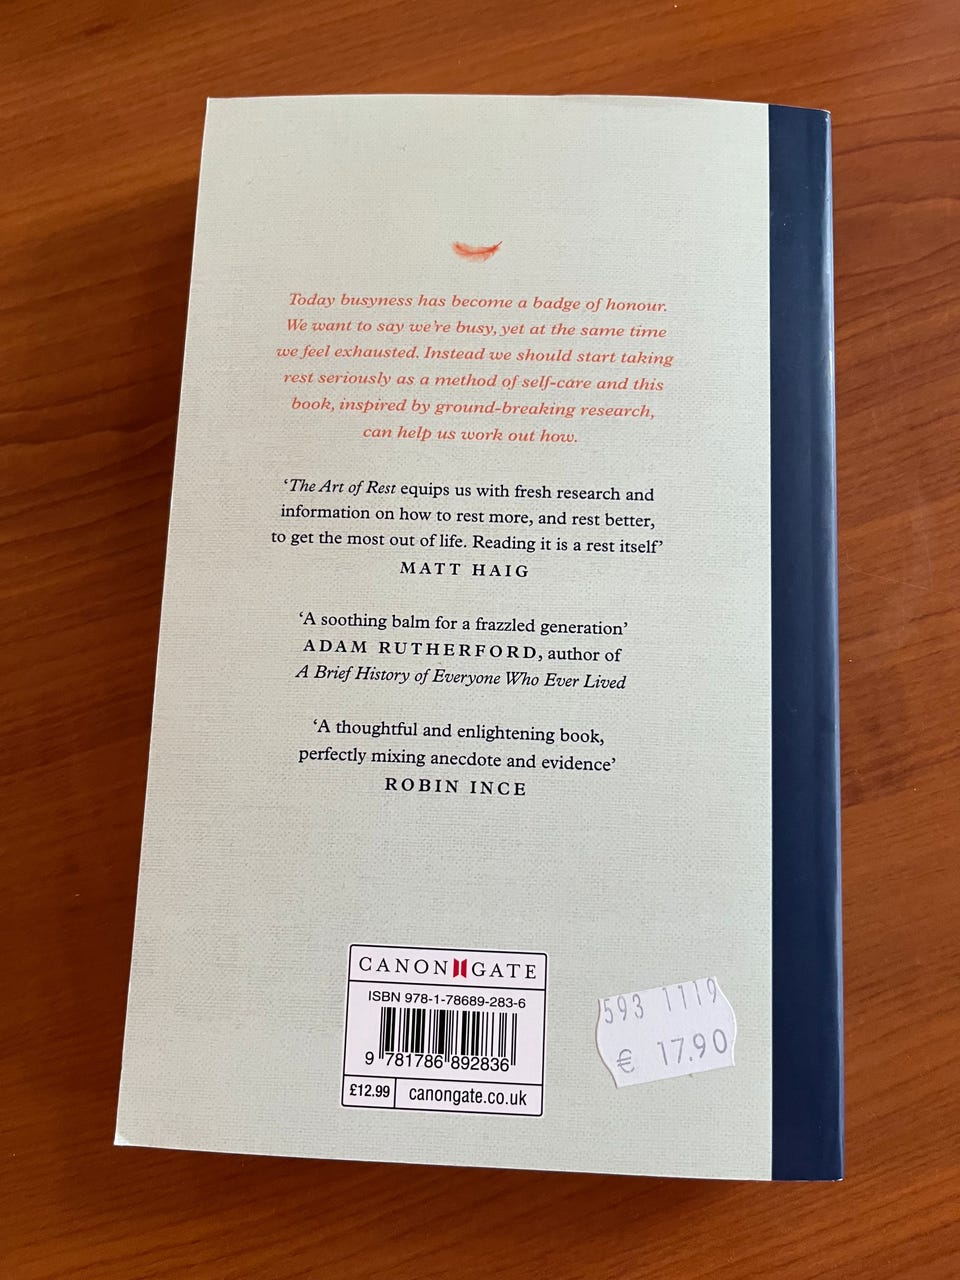 Today busyness has become a badge of honour.
We want to say we're busy, yet at the same time
we feel exhausted. Instead we should start taking
rest seriously as a method of self-care and this
book, inspired by ground-breaking research,
can help us work out how.
‘The Art of Rest equips us with fresh research and
information on how to rest more, and rest better,
to get the most out of life. Reading it is a rest itself’
MATT HAIG
‘A soothing balm for a frazzled generation’
ADAM RUTHERFORD, author of
A Brief History of Everyone Who Ever Lived
‘A thoughtful and enlightening book,
perfectly mixing anecdote and evidence’
ROBIN INCE
CANONGATE
ISBN 978-1-78689-283-6
9 781786 892836
£12.99 canongate.co.uk
593 1119
€ 17.90